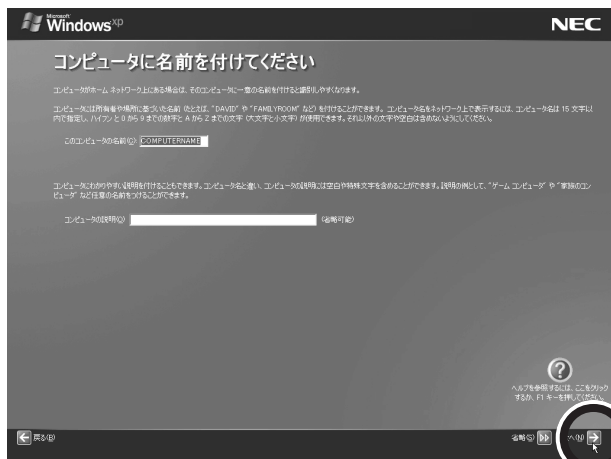 Microsoft
Windows xp
NEC
コンピュータに名前を付けてください
コンピュータがホーム ネットワーク上にある場合は、そのコンピュータに一意の名前を付けると識別しやすくなります。
コンピュータには所有者や場所に基づいた名前 (たとえば、"DAVID" や "FAMILYROOM" など) を付けることができます。コンピュータ名をネットワーク上で表示するには、コンピュータ名は 15 文字以
内で指定し、ハイフンと 0 から 9 までの数字と A から Z までの文字 (大文字と小文字) が使用できます。それ以外の文字や空白は含めないようにしてください。
このコンピュータの名前(C): COMPUTERNAME
コンピュータにわかりやすい説明を付けることもできます。コンピュータ名と違い、コンピュータの説明には空白や特殊文字を含めることができます。説明の例として、"ゲーム コンピュータ" や "家族のコン
ピュータ" など任意の名前をつけることができます。
コンピュータの説明(O): (省略可能)
ヘルプを参照するには、ここをクリック
するか、F1 キーを押してください。
戻る(B)
省略(S)
へ(N)